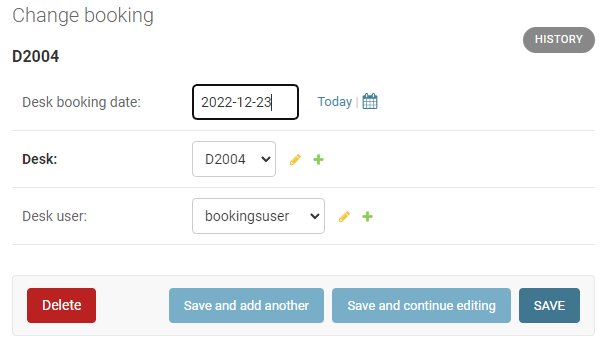 Change booking
HISTORY
D2004
Desk booking date: 2022-12-23 Today |
Desk: D2004
Desk user: bookingsuser
Delete Save and add another Save and continue editing SAVE